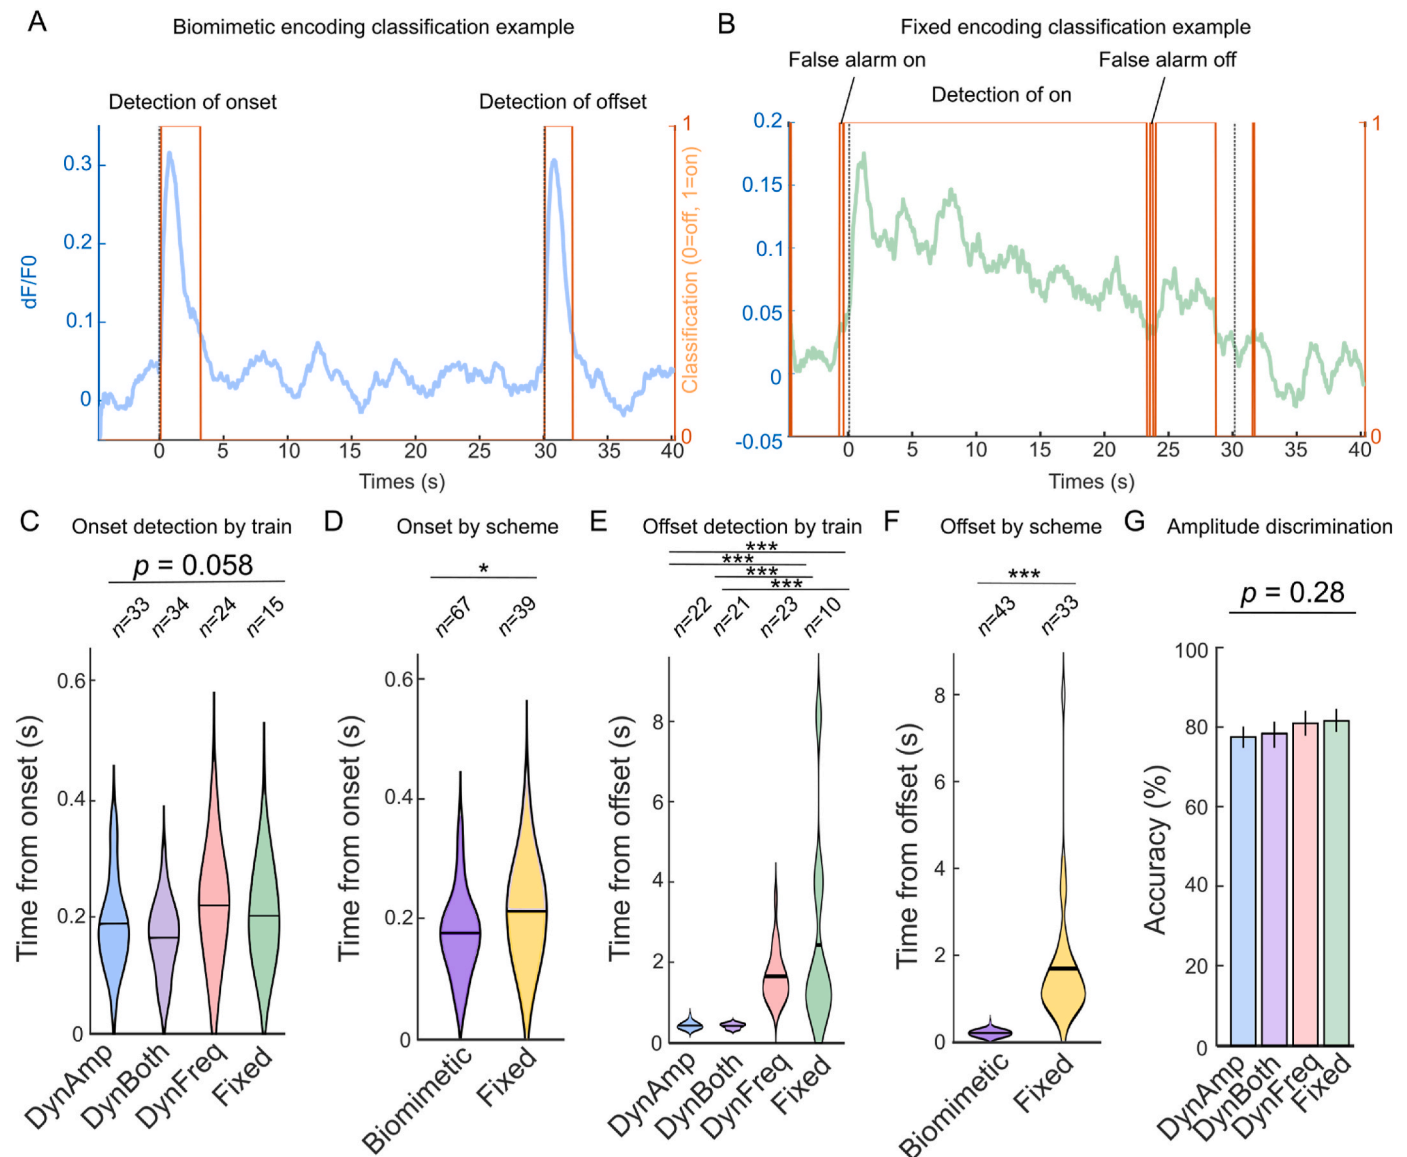 A
Biomimetic encoding classification example
Detection of onset
Detection of offset
dF/F0
0.3
0.2
0.1
0
1
0
Classification (0=off, 1=on)
0 5 10 15 20 25 30 35 40
Times (s)
B
Fixed encoding classification example
False alarm on
False alarm off
Detection of on
0.2
0.15
0.1
0.05
0
-0.05
1
0
0 5 10 15 20 25 30 35 40
Times (s)
C
Onset detection by train
p = 0.058
n=33 n=34 n=24 n=15
Time from onset (s)
0.6
0.4
0.2
0
DynAmp DynBoth DynFreq Fixed
D
Onset by scheme
*
n=67 n=39
Time from onset (s)
0.6
0.4
0.2
0
Biomimetic Fixed
E
Offset detection by train
***
***
***
***
n=22 n=21 n=23 n=10
Time from offset (s)
8
6
4
2
0
DynAmp DynBoth DynFreq Fixed
F
Offset by scheme
***
n=43 n=33
Time from offset (s)
8
6
4
2
0
Biomimetic Fixed
G
Amplitude discrimination
p = 0.28
Accuracy (%)
100
80
60
40
20
0
DynAmp DynBoth DynFreq Fixed